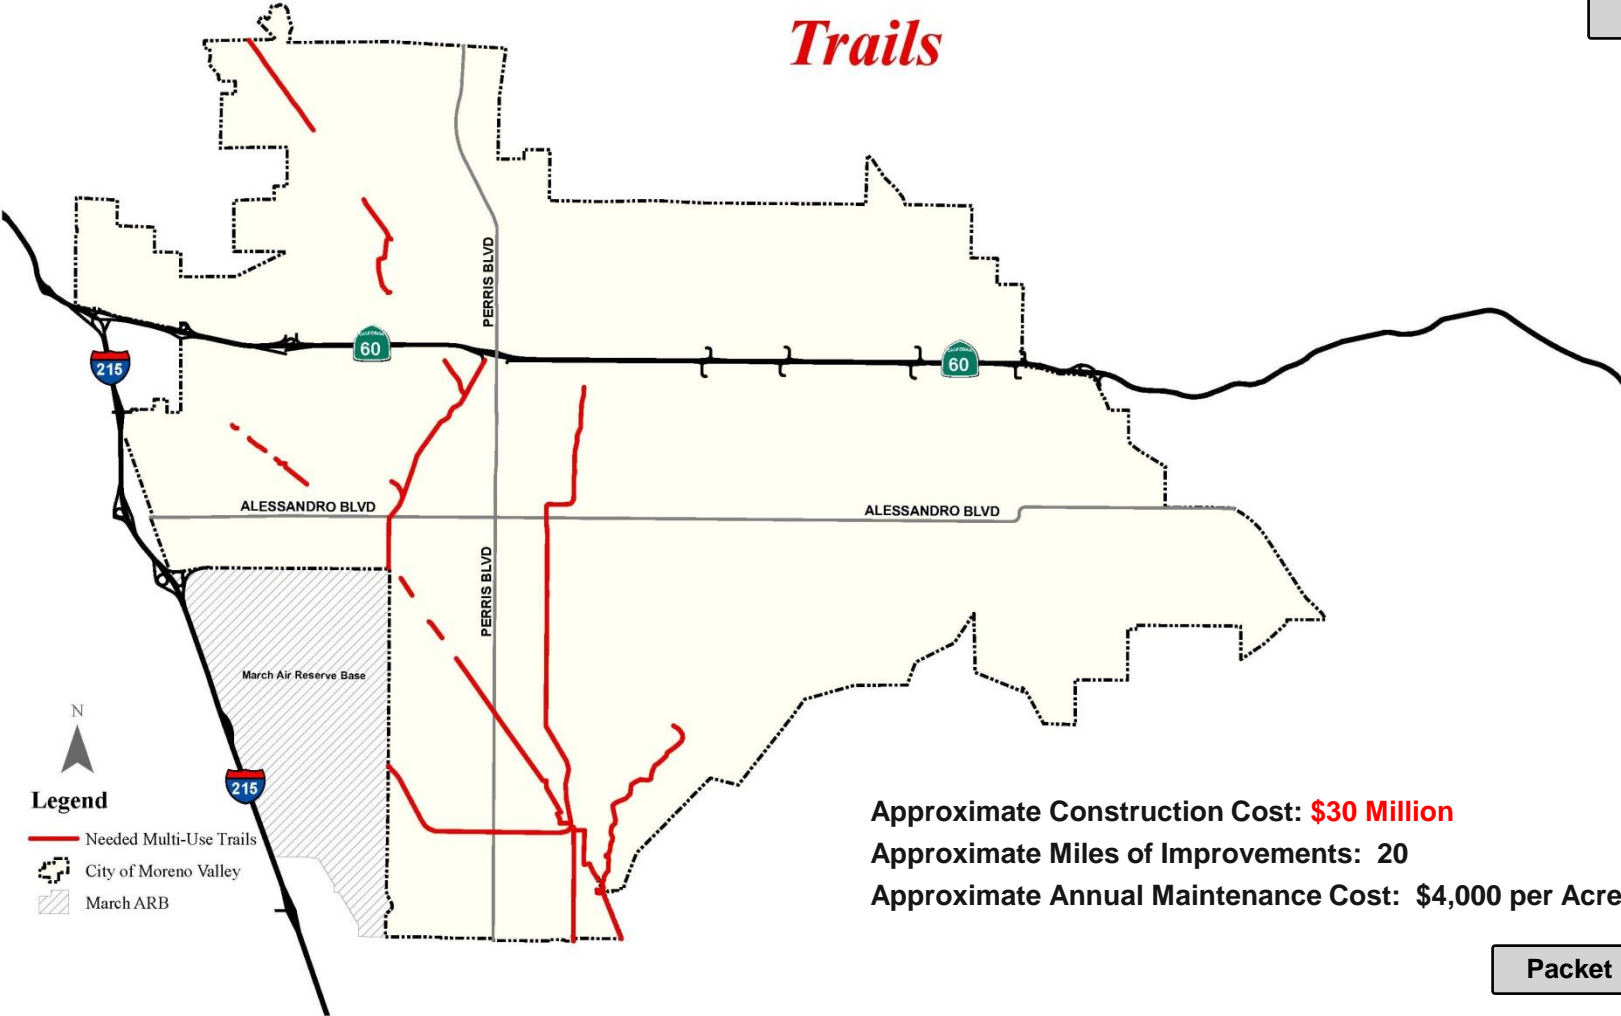 Trails
PERRIS BLVD
CALIFORNIA
60
CALIFORNIA
60
215
ALESSANDRO BLVD
ALESSANDRO BLVD
PERRIS BLVD
March Air Reserve Base
N
215
Legend
Needed Multi-Use Trails
City of Moreno Valley
March ARB
Approximate Construction Cost: $30 Million
Approximate Miles of Improvements: 20
Approximate Annual Maintenance Cost: $4,000 per Acre
Packet